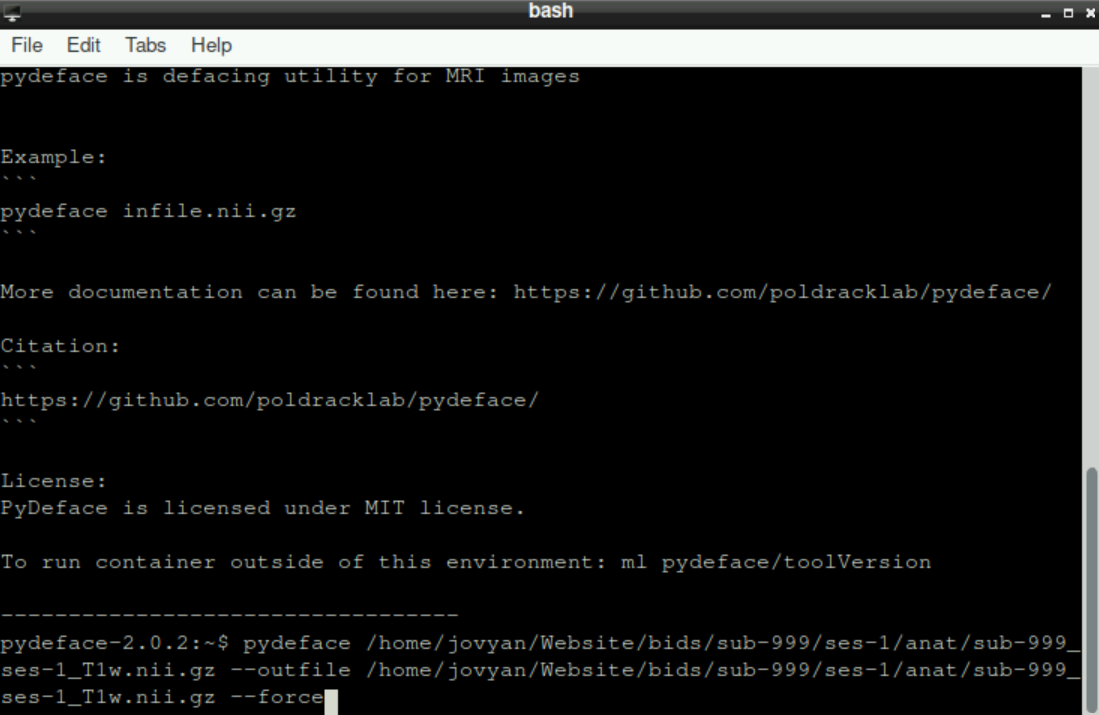 bash
File Edit Tabs Help
pydeface is defacing utility for MRI images
Example:
```
pydeface infile.nii.gz
```
More documentation can be found here: https://github.com/poldracklab/pydeface/
Citation:
```
https://github.com/poldracklab/pydeface/
```
License:
PyDeface is licensed under MIT license.
To run container outside of this environment: ml pydeface/toolVersion
----------------------------------
pydeface-2.0.2:~$ pydeface /home/jovyan/Website/bids/sub-999/ses-1/anat/sub-999_
ses-1_T1w.nii.gz --outfile /home/jovyan/Website/bids/sub-999/ses-1/anat/sub-999_
ses-1_T1w.nii.gz --force